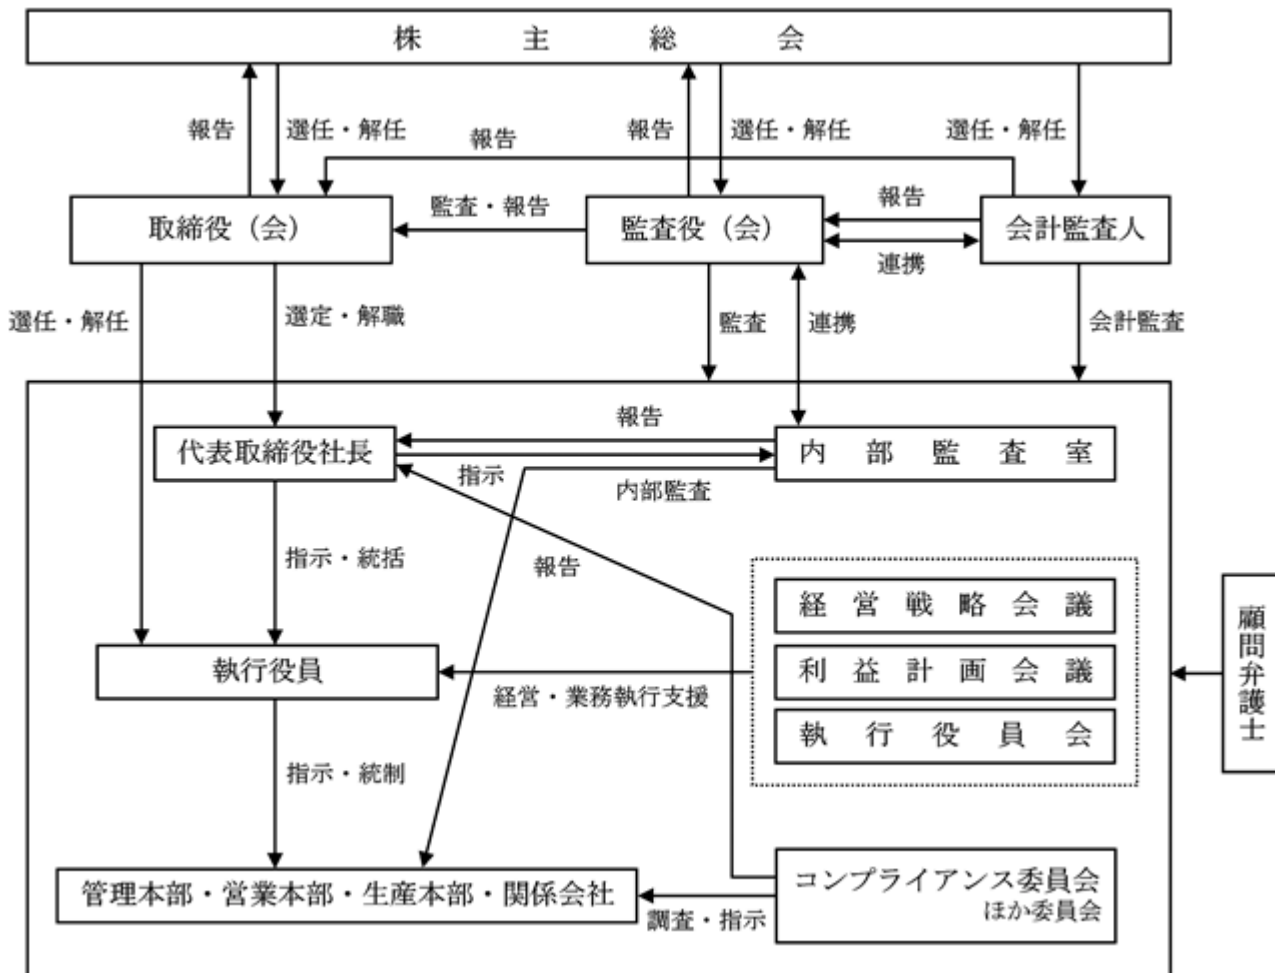 株主総会
報告
選任・解任
報告
報告
選任・解任
選任・解任
取締役（会）
監査・報告
監査役（会）
報告
連携
会計監査人
選任・解任
選定・解職
監査
連携
会計監査
代表取締役社長
報告
指示
内部監査
内部監査室
指示・統括
報告
経営戦略会議
利益計画会議
執行役員会
顧問弁護士
執行役員
経営・業務執行支援
指示・統制
管理本部・営業本部・生産本部・関係会社
調査・指示
コンプライアンス委員会
ほか委員会